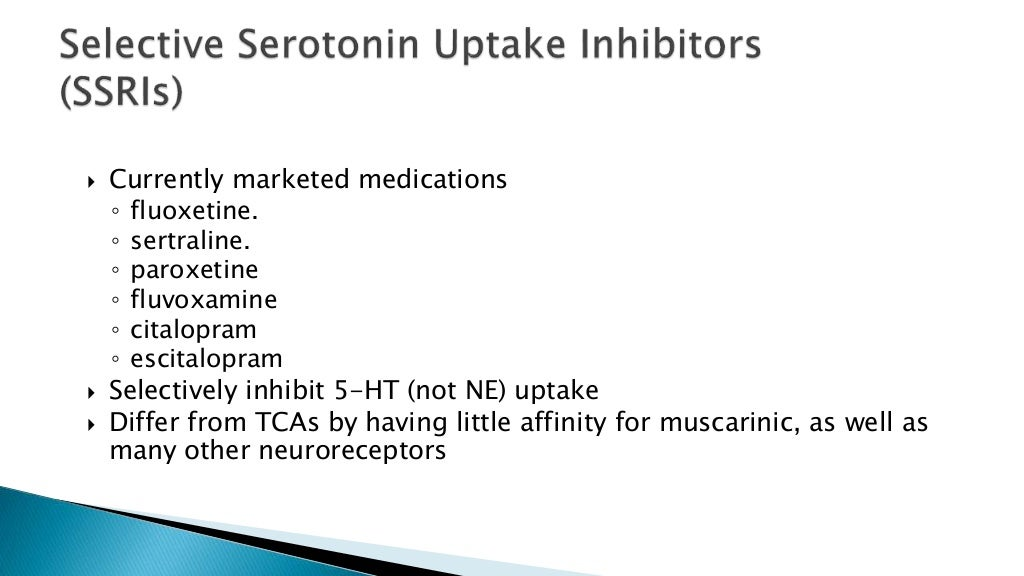 Selective Serotonin Uptake Inhibitors
(SSRIs)
Currently marketed medications
fluoxetine.
sertraline.
paroxetine
fluvoxamine
citalopram
escitalopram
Selectively inhibit 5-HT (not NE) uptake
Differ from TCAs by having little affinity for muscarinic, as well as
many other neuroreceptors